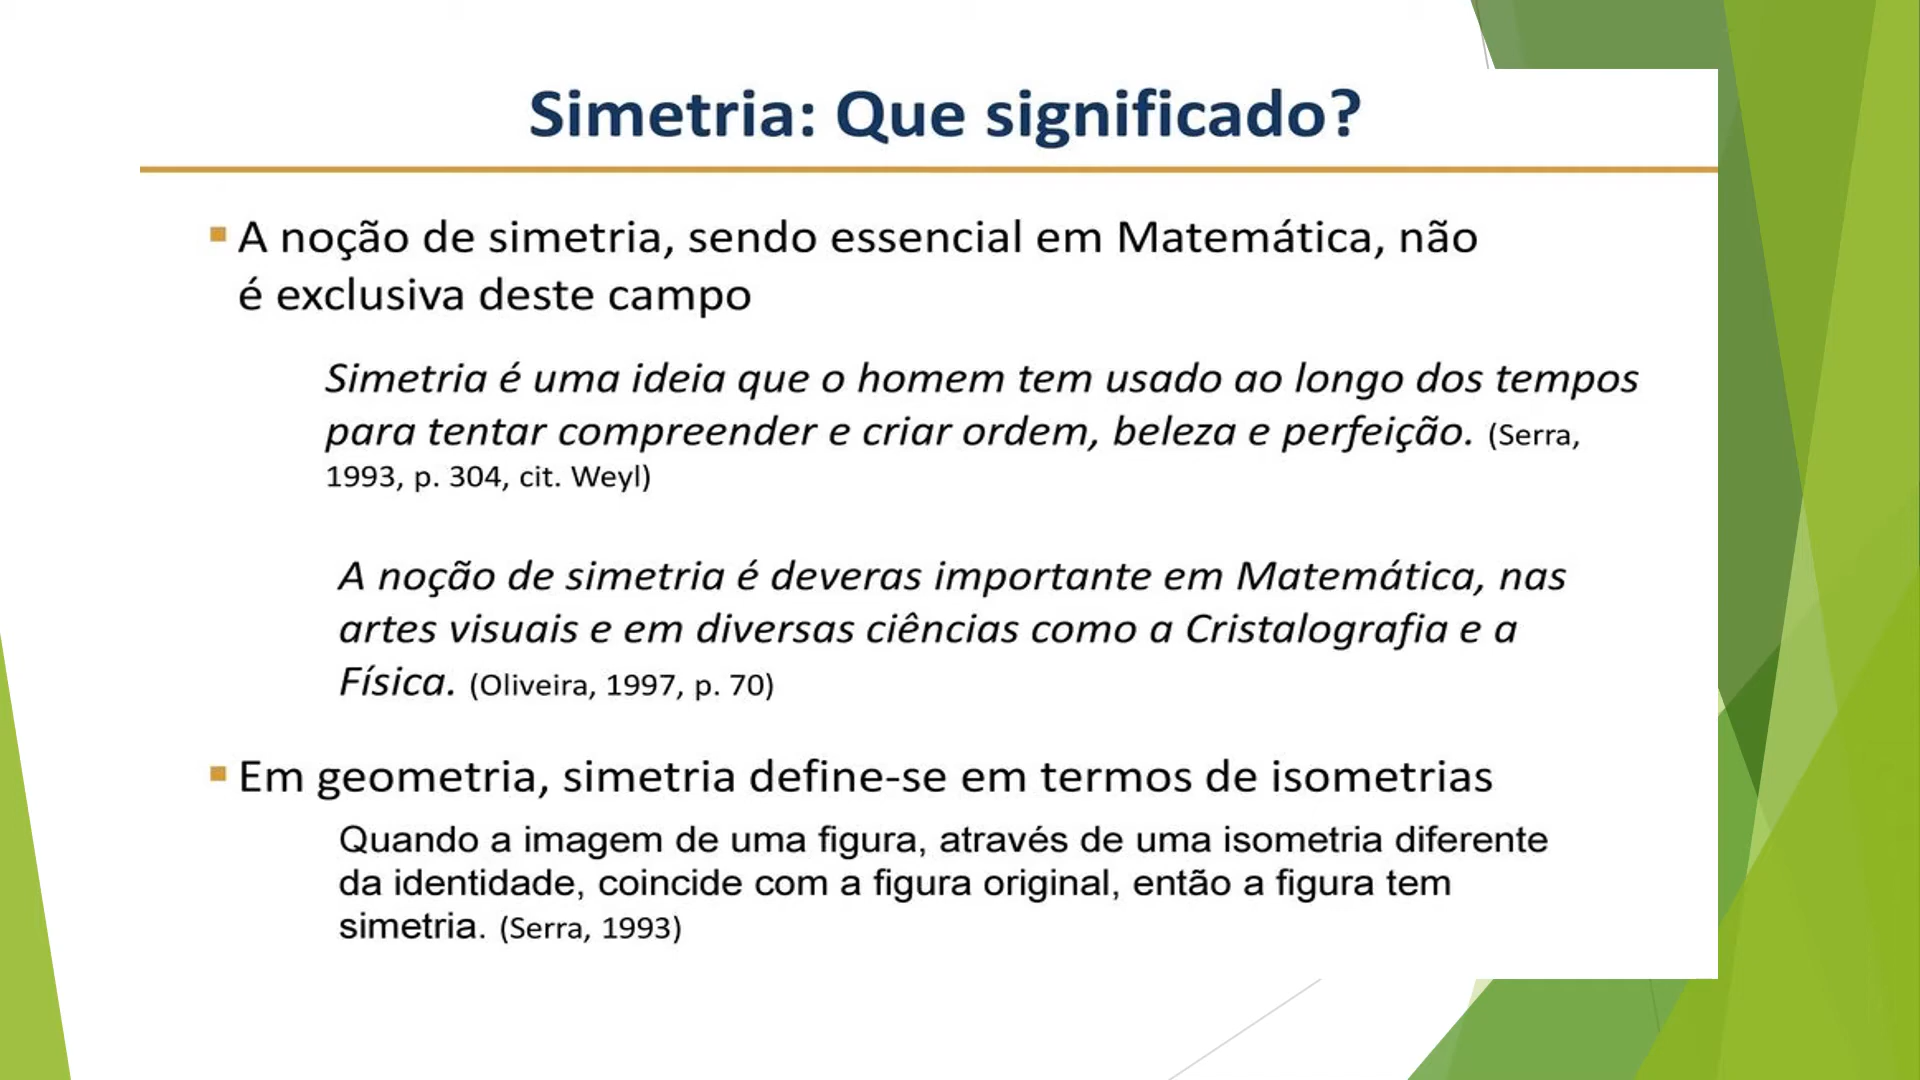 Simetria: Que significado?
A noção de simetria, sendo essencial em Matemática, não
é exclusiva deste campo
Simetria é uma ideia que o homem tem usado ao longo dos tempos
para tentar compreender e criar ordem, beleza e perfeição. (Serra,
1993, p. 304, cit. Weyl)
A noção de simetria é deveras importante em Matemática, nas
artes visuais e em diversas ciências como a Cristalografia e a
Física. (Oliveira, 1997, p. 70)
Em geometria, simetria define-se em termos de isometrias
Quando a imagem de uma figura, através de uma isometria diferente
da identidade, coincide com a figura original, então a figura tem
simetria. (Serra, 1993)